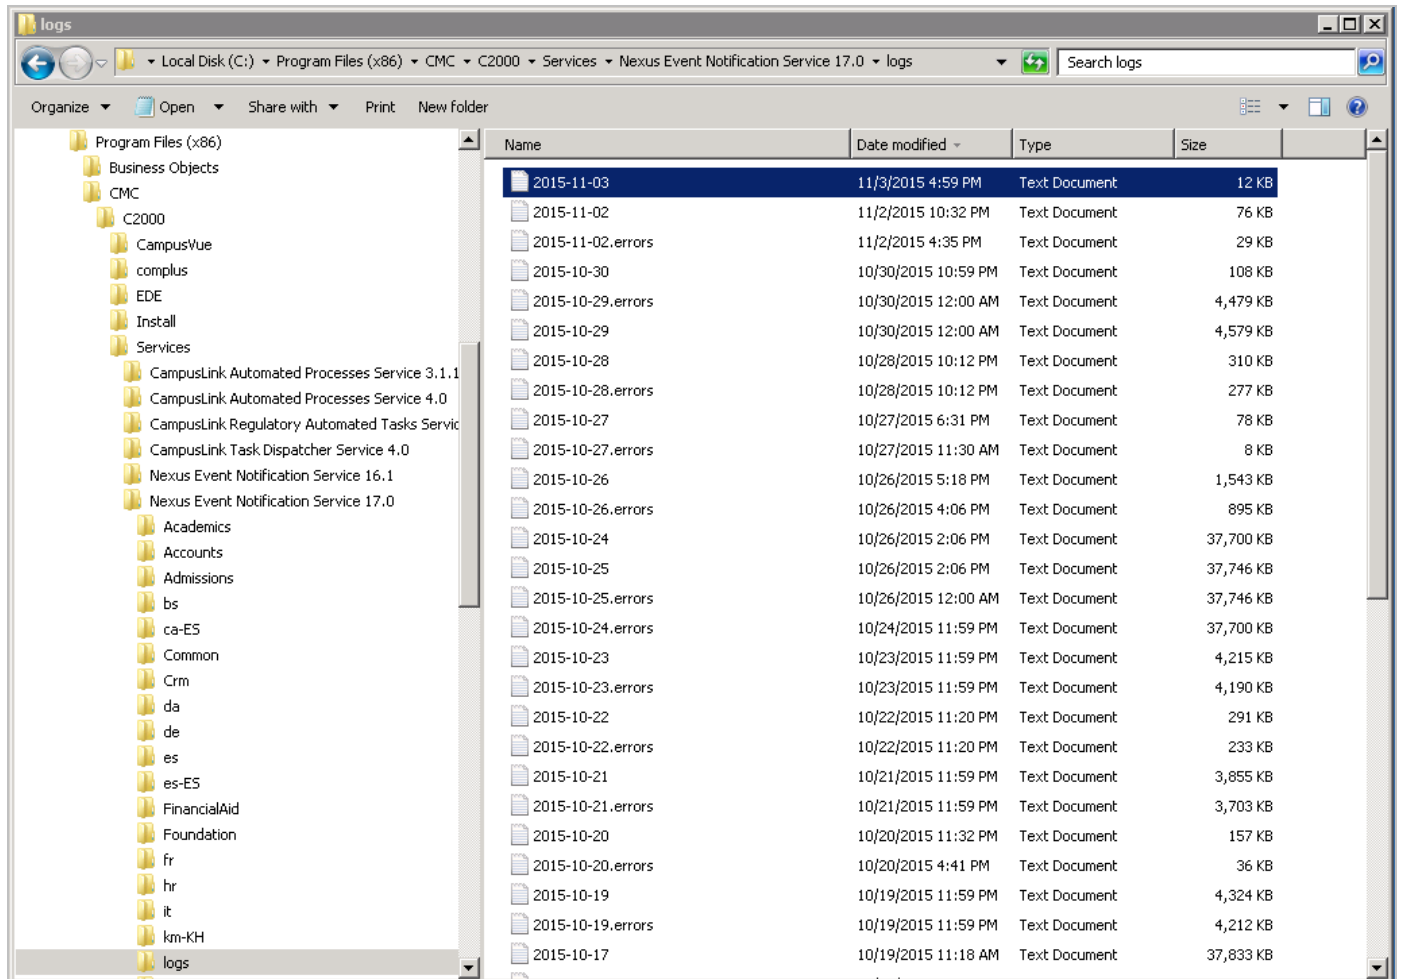 logs
Local Disk (C:) Program Files (x86) CMC C2000 Services Nexus Event Notification Service 17.0 logs
Search logs
Organize Open Share with Print New folder
Program Files (x86)
Business Objects
CMC
C2000
CampusVue
complus
EDE
Install
Services
CampusLink Automated Processes Service 3.1.1
CampusLink Automated Processes Service 4.0
CampusLink Regulatory Automated Tasks Servic
CampusLink Task Dispatcher Service 4.0
Nexus Event Notification Service 16.1
Nexus Event Notification Service 17.0
Academics
Accounts
Admissions
bs
ca-ES
Common
Crm
da
de
es
es-ES
FinancialAid
Foundation
fr
hr
it
km-KH
logs
Name Date modified Type Size
2015-11-03 11/3/2015 4:59 PM Text Document 12 KB
2015-11-02 11/2/2015 10:32 PM Text Document 76 KB
2015-11-02.errors 11/2/2015 4:35 PM Text Document 29 KB
2015-10-30 10/30/2015 10:59 PM Text Document 108 KB
2015-10-29.errors 10/30/2015 12:00 AM Text Document 4,479 KB
2015-10-29 10/30/2015 12:00 AM Text Document 4,579 KB
2015-10-28 10/28/2015 10:12 PM Text Document 310 KB
2015-10-28.errors 10/28/2015 10:12 PM Text Document 277 KB
2015-10-27 10/27/2015 6:31 PM Text Document 78 KB
2015-10-27.errors 10/27/2015 11:30 AM Text Document 8 KB
2015-10-26 10/26/2015 5:18 PM Text Document 1,543 KB
2015-10-26.errors 10/26/2015 4:06 PM Text Document 895 KB
2015-10-24 10/26/2015 2:06 PM Text Document 37,700 KB
2015-10-25 10/26/2015 2:06 PM Text Document 37,746 KB
2015-10-25.errors 10/26/2015 12:00 AM Text Document 37,746 KB
2015-10-24.errors 10/24/2015 11:59 PM Text Document 37,700 KB
2015-10-23 10/23/2015 11:59 PM Text Document 4,215 KB
2015-10-23.errors 10/23/2015 11:59 PM Text Document 4,190 KB
2015-10-22 10/22/2015 11:20 PM Text Document 291 KB
2015-10-22.errors 10/22/2015 11:20 PM Text Document 233 KB
2015-10-21 10/21/2015 11:59 PM Text Document 3,855 KB
2015-10-21.errors 10/21/2015 11:59 PM Text Document 3,703 KB
2015-10-20 10/20/2015 11:32 PM Text Document 157 KB
2015-10-20.errors 10/20/2015 4:41 PM Text Document 36 KB
2015-10-19 10/19/2015 11:59 PM Text Document 4,324 KB
2015-10-19.errors 10/19/2015 11:59 PM Text Document 4,212 KB
2015-10-17 10/19/2015 11:18 AM Text Document 37,833 KB